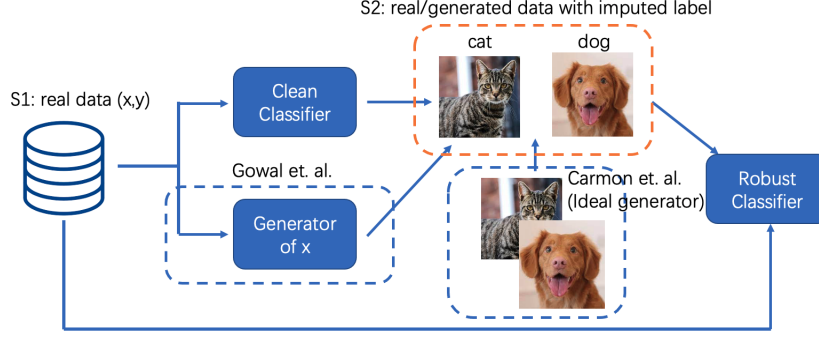 S2: real/generated data with imputed label
cat
dog
S1: real data (x,y)
Clean
Classifier
Gowal et. al.
Generator
of x
Carmon et. al.
(Ideal generator)
Robust
Classifier